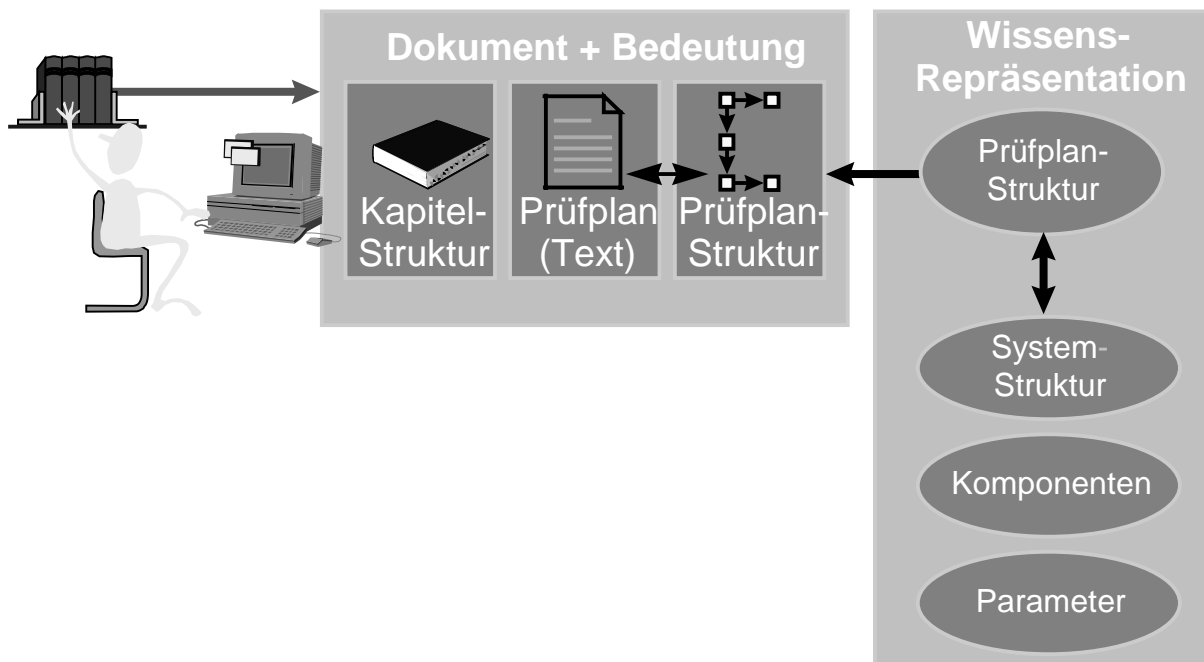 Dokument + Bedeutung
Kapitel-
Struktur
Prüfplan
(Text)
Prüfplan-
Struktur
Wissens-
Repräsentation
Prüfplan-
Struktur
System-
Struktur
Komponenten
Parameter